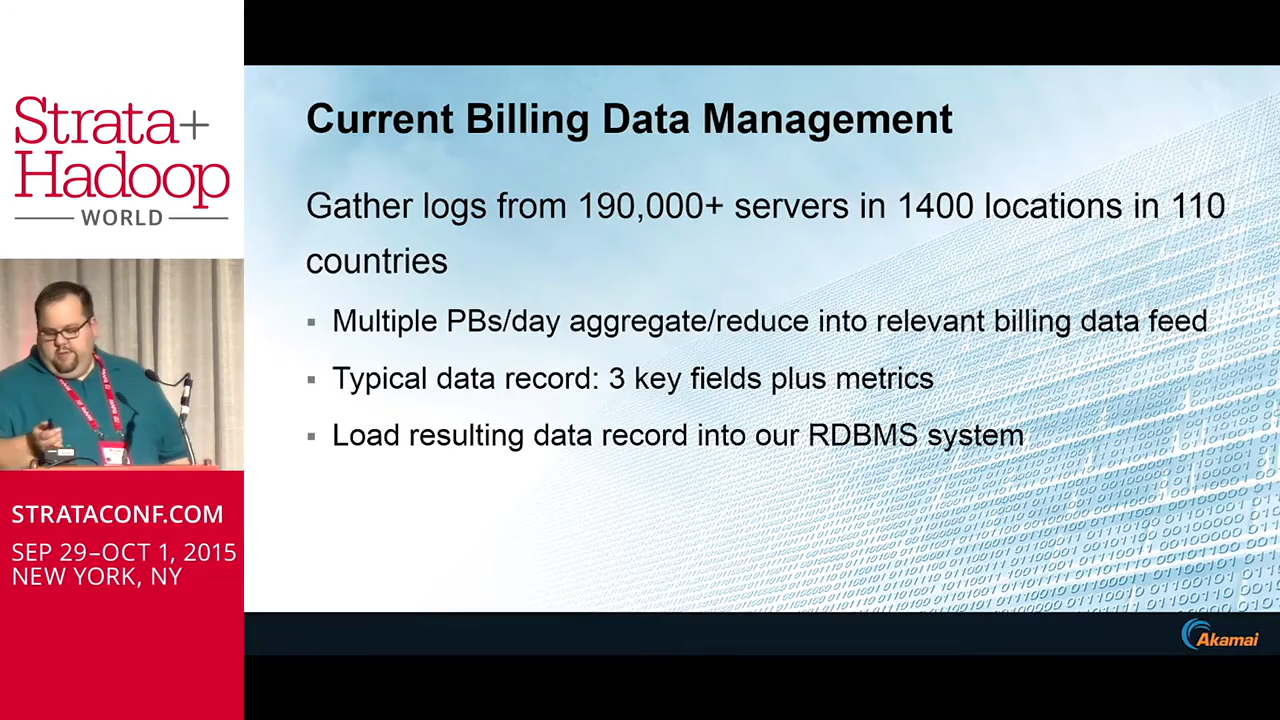 Strata+
Hadoop
WORLD
STRATACONF.COM
SEP 29–OCT 1, 2015
NEW YORK, NY
Current Billing Data Management
Gather logs from 190,000+ servers in 1400 locations in 110
countries
▪ Multiple PBs/day aggregate/reduce into relevant billing data feed
▪ Typical data record: 3 key fields plus metrics
▪ Load resulting data record into our RDBMS system
Akamai